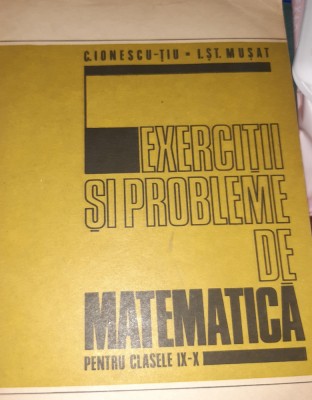 C. IONESCU-ȚIU • I. ȘT. MUȘAT
EXERCIȚII
ȘI PROBLEME
DE
MATEMATICĂ
PENTRU CLASELE IX-X